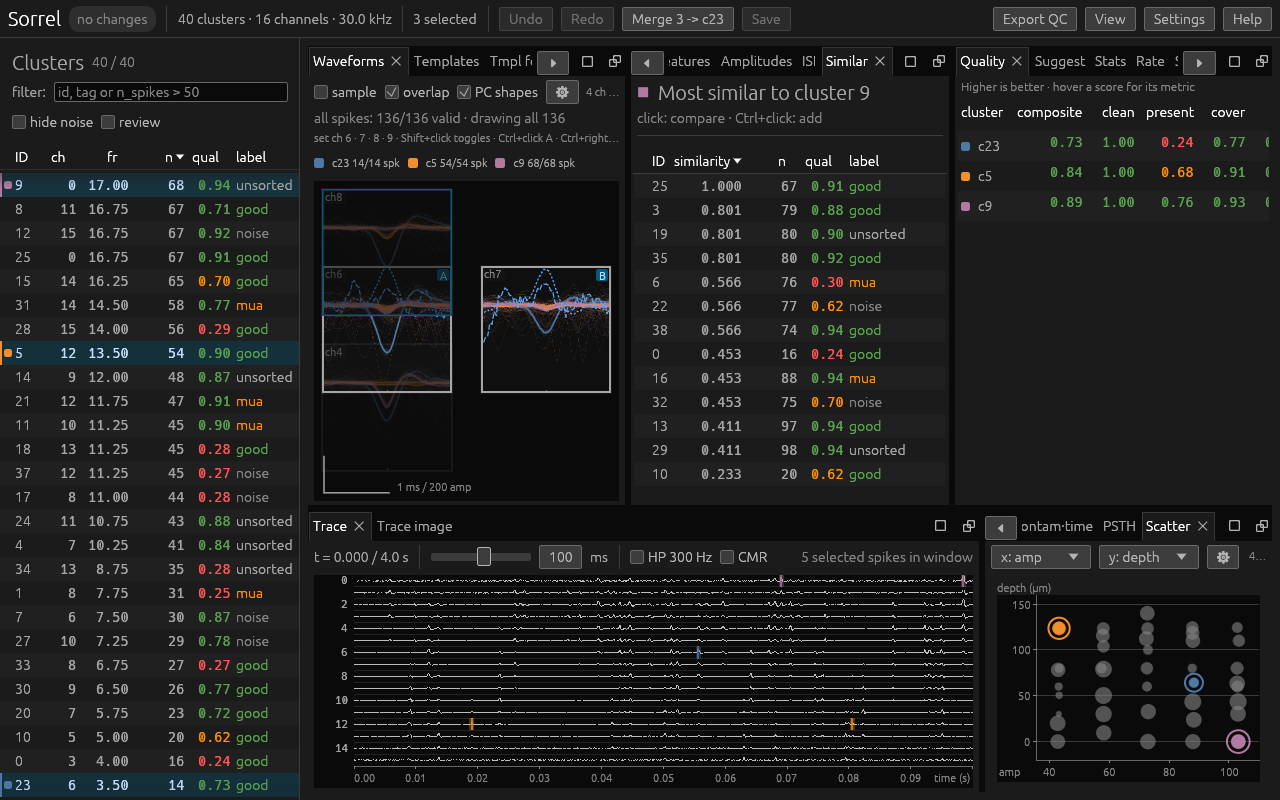 Sorrel no changes 40 clusters · 16 channels · 30.0 kHz 3 selected Undo Redo Merge 3 -> c23 Save Export QC View Settings Help
Clusters 40 / 40
filter: id, tag or n_spikes > 50
hide noise review
ID ch fr n qual label
9 0 17.00 68 0.94 unsorted
8 11 16.75 67 0.71 good
12 15 16.75 67 0.92 noise
25 0 16.75 67 0.91 good
15 14 16.25 65 0.70 good
31 14 14.50 58 0.77 mua
28 15 14.00 56 0.29 good
5 12 13.50 54 0.90 good
14 9 12.00 48 0.87 unsorted
21 12 11.75 47 0.91 mua
11 10 11.25 45 0.90 mua
18 13 11.25 45 0.28 good
37 12 11.25 45 0.27 noise
17 8 11.00 44 0.28 noise
24 11 10.75 43 0.88 unsorted
4 7 10.25 41 0.84 unsorted
34 13 8.75 35 0.28 unsorted
1 8 7.75 31 0.25 mua
7 6 7.50 30 0.87 noise
27 10 7.25 29 0.78 noise
33 8 6.75 27 0.27 good
30 9 6.50 26 0.77 good
20 7 5.75 23 0.72 good
10 5 5.00 20 0.62 good
0 3 4.00 16 0.24 good
23 6 3.50 14 0.73 good
Waveforms Templates Tmpl
sample overlap PC shapes 4 ch ...
all spikes: 136/136 valid · drawing all 136
set ch 6 · 7 · 8 · 9 · Shift+click toggles · Ctrl+click A · Ctrl+right...
c23 14/14 spk c5 54/54 spk c9 68/68 spk
ch8
ch6 A ch7 B
ch4
1 ms / 200 amp
eatures Amplitudes ISI Similar
Most similar to cluster 9
click: compare · Ctrl+click: add
ID similarity n qual label
25 1.000 67 0.91 good
3 0.801 79 0.88 good
19 0.801 80 0.90 unsorted
35 0.801 80 0.92 good
6 0.566 76 0.30 mua
22 0.566 77 0.62 noise
38 0.566 74 0.94 good
0 0.453 16 0.24 good
16 0.453 88 0.94 mua
32 0.453 75 0.70 noise
13 0.411 97 0.94 good
29 0.411 98 0.94 unsorted
10 0.233 20 0.62 good
Quality Suggest Stats Rate
Higher is better · hover a score for its metric
cluster composite clean present cover
c23 0.73 1.00 0.24 0.77
c5 0.84 1.00 0.68 0.91
c9 0.89 1.00 0.76 0.93
Trace Trace image
t = 0.000 / 4.0 s 100 ms HP 300 Hz CMR 5 selected spikes in window
0
2
4
6
8
10
12
14
0.00 0.01 0.02 0.03 0.04 0.05 0.06 0.07 0.08 0.09 time (s)
ontam·time PSTH Scatter
x: amp y: depth 4...
depth (µm)
150
100
50
0
amp 40 60 80 100